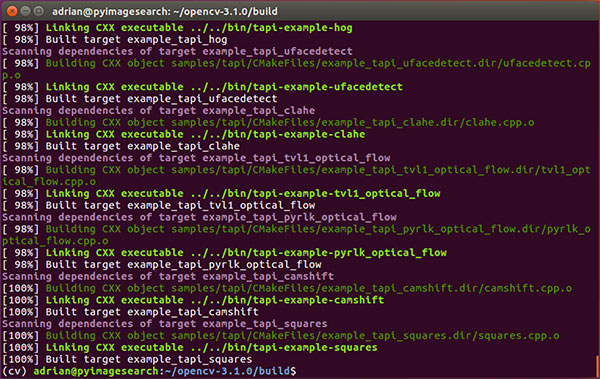 adrian@pyimagesearch: ~/opencv-3.1.0/build
[ 98%] Linking CXX executable ../../bin/tapi-example-hog
[ 98%] Built target example_tapi_hog
Scanning dependencies of target example_tapi_ufacedetect
[ 98%] Building CXX object samples/tapi/CMakeFiles/example_tapi_ufacedetect.dir/ufacedetect.cp
p.o
[ 98%] Linking CXX executable ../../bin/tapi-example-ufacedetect
[ 98%] Built target example_tapi_ufacedetect
Scanning dependencies of target example_tapi_clahe
[ 98%] Building CXX object samples/tapi/CMakeFiles/example_tapi_clahe.dir/clahe.cpp.o
[ 98%] Linking CXX executable ../../bin/tapi-example-clahe
[ 98%] Built target example_tapi_clahe
Scanning dependencies of target example_tapi_tvl1_optical_flow
[ 98%] Building CXX object samples/tapi/CMakeFiles/example_tapi_tvl1_optical_flow.dir/tvl1_opt
ical_flow.cpp.o
[ 98%] Linking CXX executable ../../bin/tapi-example-tvl1_optical_flow
[ 98%] Built target example_tapi_tvl1_optical_flow
Scanning dependencies of target example_tapi_pyrlk_optical_flow
[ 98%] Building CXX object samples/tapi/CMakeFiles/example_tapi_pyrlk_optical_flow.dir/pyrlk_o
ptical_flow.cpp.o
[ 98%] Linking CXX executable ../../bin/tapi-example-pyrlk_optical_flow
[ 98%] Built target example_tapi_pyrlk_optical_flow
Scanning dependencies of target example_tapi_camshift
[100%] Building CXX object samples/tapi/CMakeFiles/example_tapi_camshift.dir/camshift.cpp.o
[100%] Linking CXX executable ../../bin/tapi-example-camshift
[100%] Built target example_tapi_camshift
Scanning dependencies of target example_tapi_squares
[100%] Building CXX object samples/tapi/CMakeFiles/example_tapi_squares.dir/squares.cpp.o
[100%] Linking CXX executable ../../bin/tapi-example-squares
[100%] Built target example_tapi_squares
(cv) adrian@pyimagesearch:~/opencv-3.1.0/build$